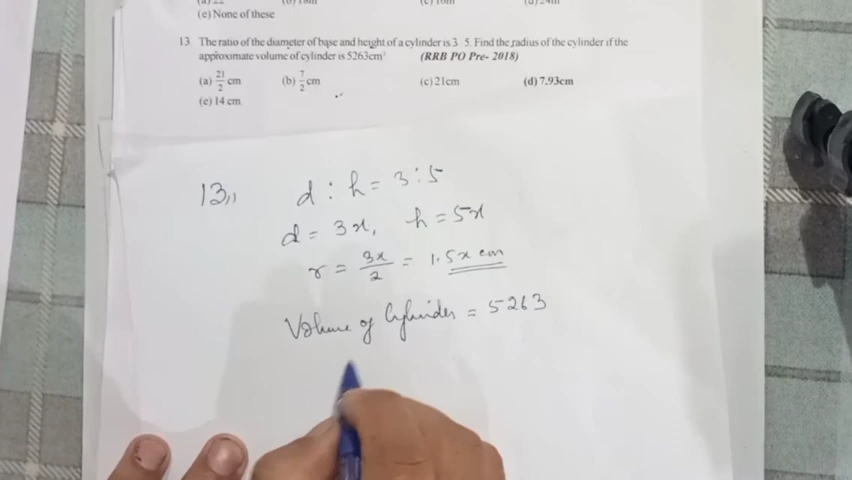 (e) None of these
13. The ratio of the diameter of base and height of a cylinder is 3 5. Find the radius of the cylinder if the
approximate volume of cylinder is 5263cm³ (RRB PO Pre- 2018)
(a) 21/2 cm (b) 7/2 cm (c) 21cm (d) 7.93cm
(e) 14 cm
13,, d : h = 3 : 5
d = 3x, h = 5x
r = 3x/2 = 1.5x cm
Volume of Cylinder = 5263